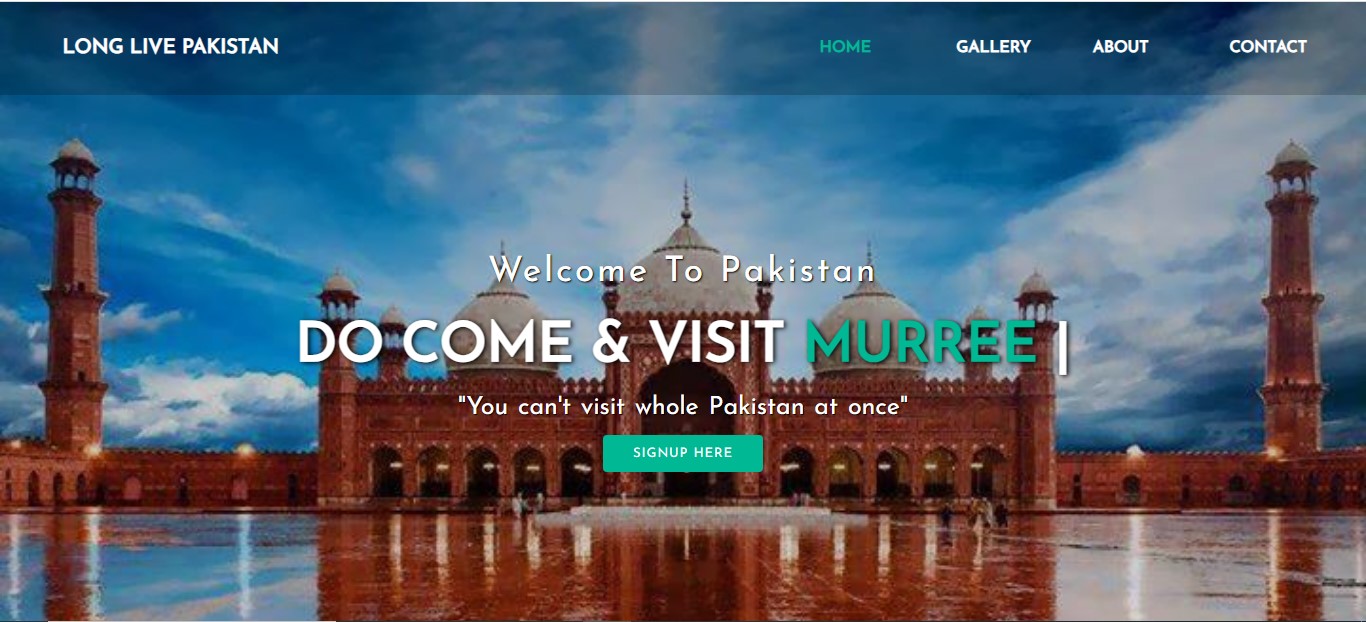 LONG LIVE PAKISTAN HOME GALLERY ABOUT CONTACT
Welcome To Pakistan
DO COME & VISIT MURREE |
"You can't visit whole Pakistan at once"
SIGNUP HERE